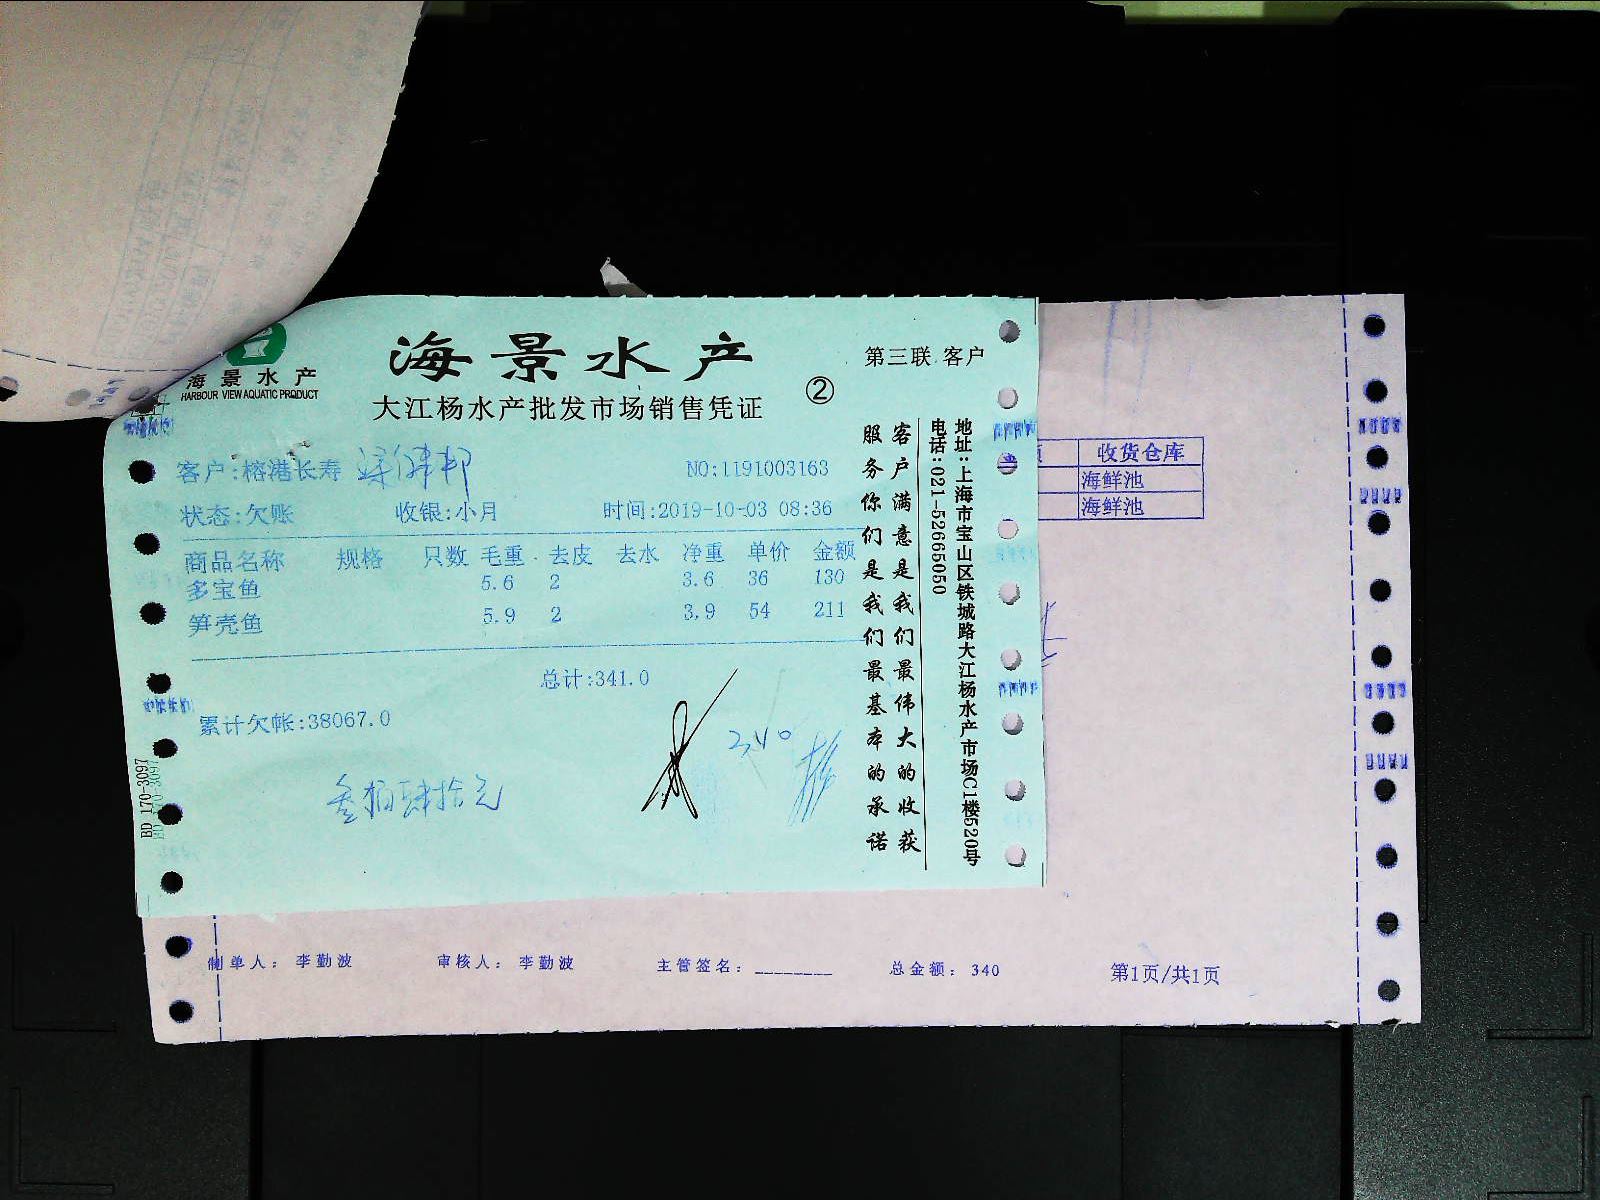 海景水产
HARBOUR VIEW AQUATIC PRODUCT
海景水产
大江杨水产批发市场销售凭证
②
第三联 客户
客户:榕港长寿
NO:1191003163
状态:欠账 收银:小月 时间:2019-10-03 08:36
商品名称 规格 只数 毛重 去皮 去水 净重 单价 金额
多宝鱼 5.6 2 3.6 36 130
笋壳鱼 5.9 2 3.9 54 211
总计:341.0
累计欠帐:38067.0
340
叁佰肆拾元
客户满意是我们最伟大的收获
服务你们是我们最基本的承诺
地址:上海市宝山区铁城路大江杨水产市场C1楼520号
电话:021-52665050
BD 170-3097
收货仓库
海鲜池
海鲜池
制单人: 李勤波 审核人: 李勤波 主管签名:________ 总金额: 340 第1页/共1页